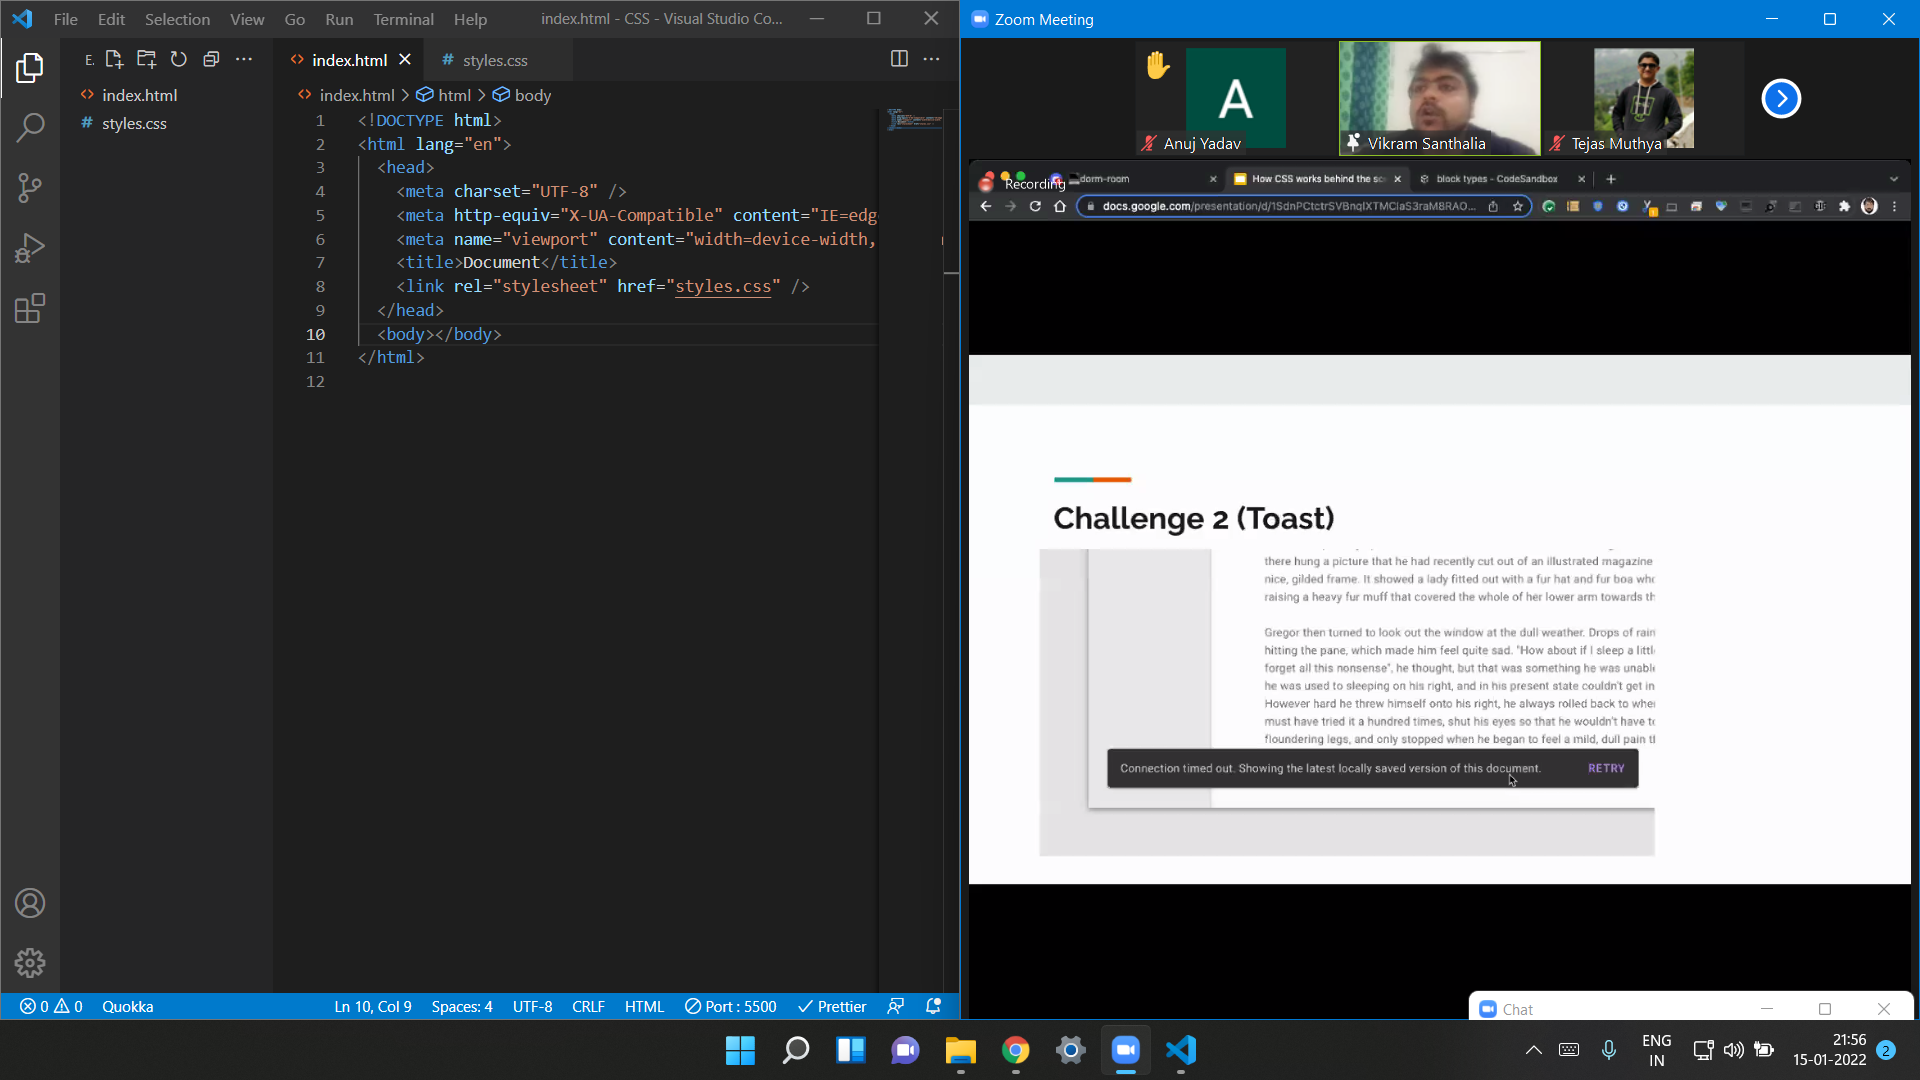 File Edit Selection View Go Run Terminal Help index.html - CSS - Visual Studio Co...
E.
index.html
styles.css
index.html
styles.css
index.html > html > body
1 <!DOCTYPE html>
2 <html lang="en">
3 <head>
4 <meta charset="UTF-8" />
5 <meta http-equiv="X-UA-Compatible" content="IE=edg
6 <meta name="viewport" content="width=device-width,
7 <title>Document</title>
8 <link rel="stylesheet" href="styles.css" />
9 </head>
10 <body></body>
11 </html>
12
0 0 Quokka Ln 10, Col 9 Spaces: 4 UTF-8 CRLF HTML Port : 5500 Prettier
Zoom Meeting
A
Anuj Yadav
Vikram Santhalia
Tejas Muthya
Recording
dorm-room
How CSS works behind the sc
block types - CodeSandbox
docs.google.com/presentation/d/
Challenge 2 (Toast)
there hung a picture that he had recently cut out of an illustrated magazine
nice, gilded frame. It showed a lady fitted out with a fur hat and fur boa who
raising a heavy fur muff that covered the whole of her lower arm towards th
Gregor then turned to look out the window at the dull weather. Drops of rain
hitting the pane, which made him feel quite sad. "How about if I sleep a littl
forget all this nonsense", he thought, but that was something he was unabl
he was used to sleeping on his right, and in his present state couldn't get in
However hard he threw himself onto his right, he always rolled back to whe
must have tried it a hundred times, shut his eyes so that he wouldn't have t
floundering legs, and only stopped when he began to feel a mild, dull pain t
Connection timed out. Showing the latest locally saved version of this document. RETRY
Chat
ENG
IN
21:56
15-01-2022
2